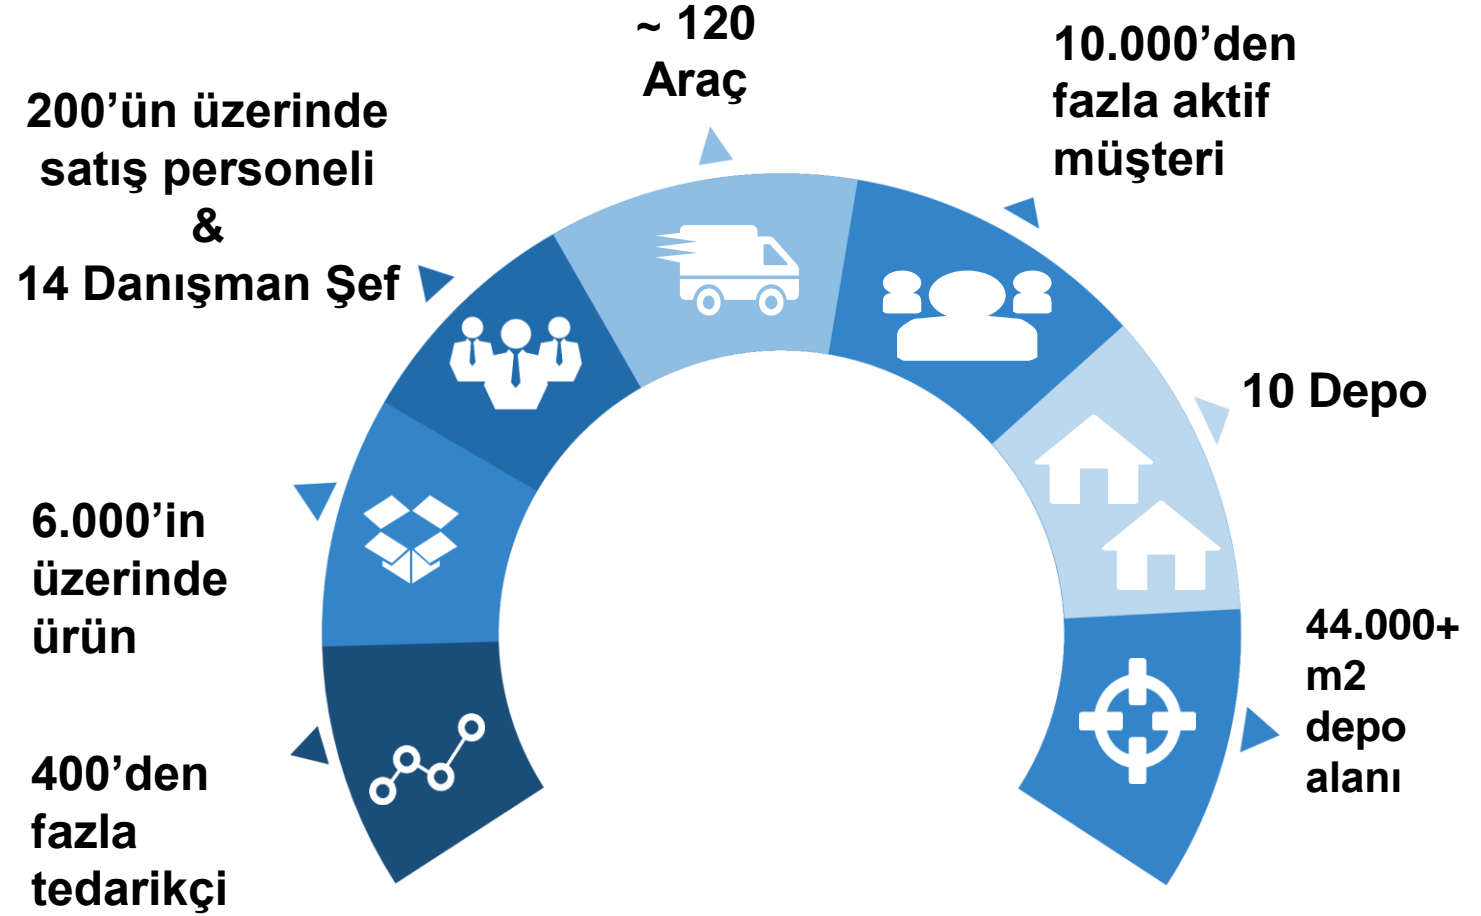 ~ 120
Araç
10.000’den
fazla aktif
müşteri
200’ün üzerinde
satış personeli
&
14 Danışman Şef
10 Depo
6.000’in
üzerinde
ürün
44.000+
m2
depo
alanı
400’den
fazla
tedarikçi